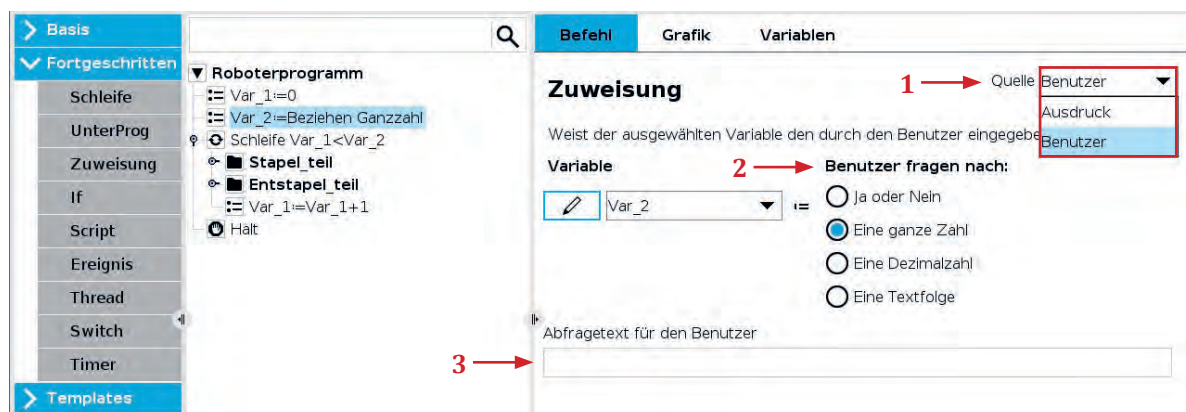 Basis
Fortgeschritten
Schleife
UnterProg
Zuweisung
If
Script
Ereignis
Thread
Switch
Timer
Templates
Roboterprogramm
Var_1:=0
Var_2:=Beziehen Ganzzahl
Schleife Var_1<Var_2
Stapel_teil
Entstapel_teil
Var_1:=Var_1+1
Halt
Befehl Grafik Variablen
1 Quelle Benutzer
Zuweisung
Ausdruck
Benutzer
Weist der ausgewählten Variable den durch den Benutzer
Variable
2 Benutzer fragen nach:
Var_2 :=
Ja oder Nein
Eine ganze Zahl
Eine Dezimalzahl
Eine Textfolge
Abfragetext für den Benutzer
3